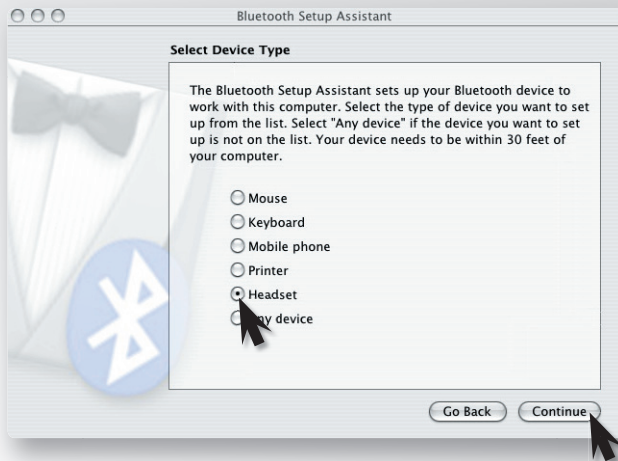 Bluetooth Setup Assistant
Select Device Type
The Bluetooth Setup Assistant sets up your Bluetooth device to
work with this computer. Select the type of device you want to set
up from the list. Select "Any device" if the device you want to set
up is not on the list. Your device needs to be within 30 feet of
your computer.
Mouse
Keyboard
Mobile phone
Printer
Headset
Any device
Go Back
Continue